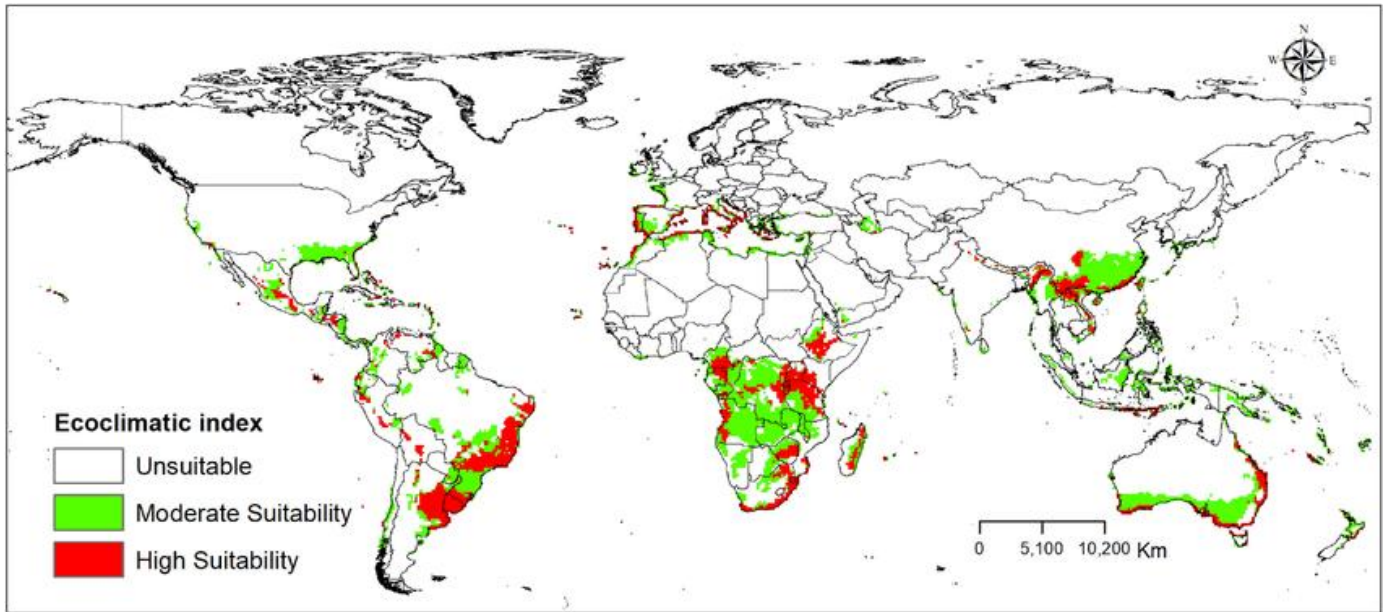 N
W E
S
Ecoclimatic index
Unsuitable
Moderate Suitability
High Suitability
0 5,100 10,200 Km